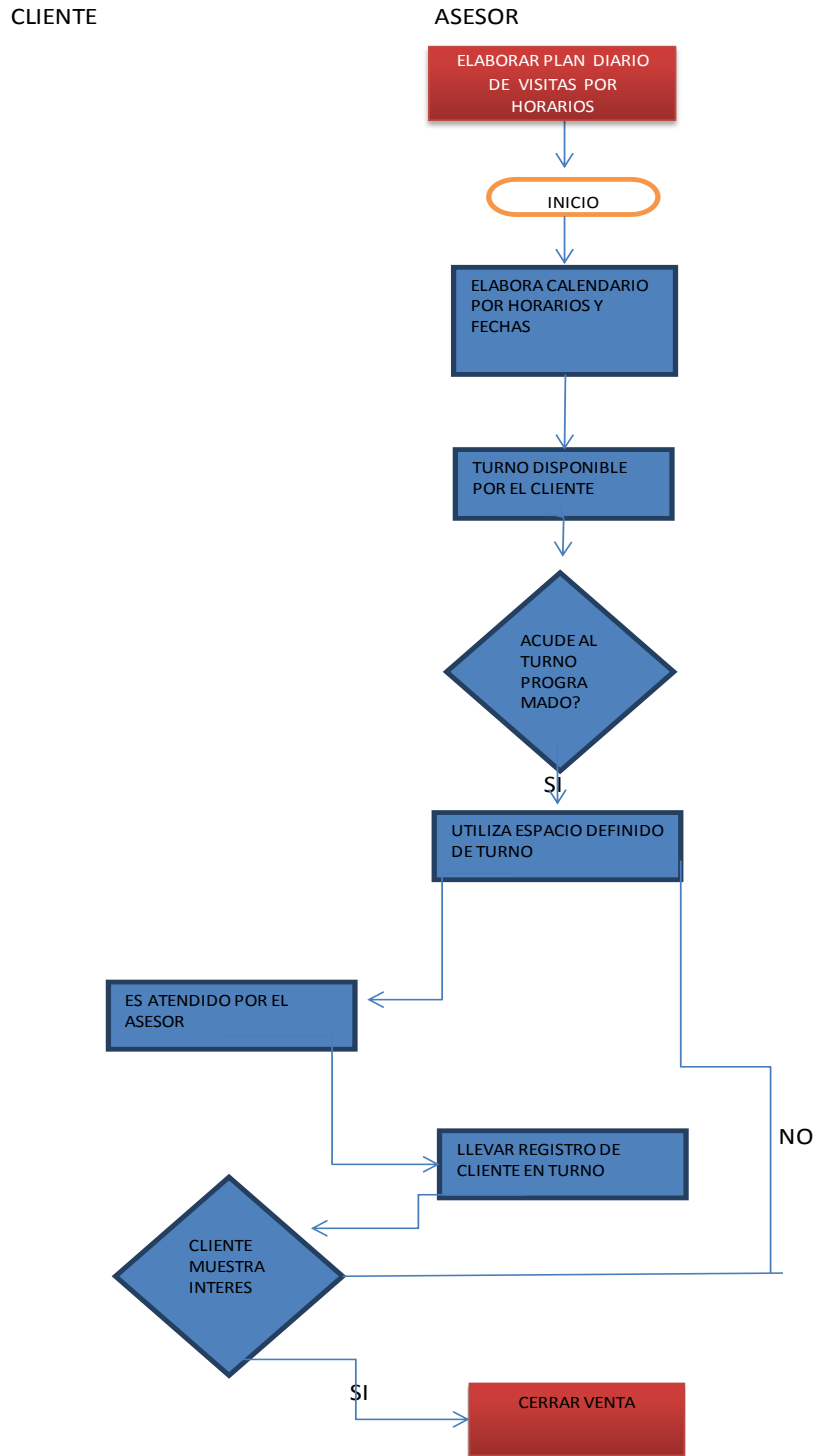 CLIENTE
ASESOR
ELABORAR PLAN DIARIO
DE VISITAS POR
HORARIOS
INICIO
ELABORA CALENDARIO
POR HORARIOS Y
FECHAS
TURNO DISPONIBLE
POR EL CLIENTE
ACUDE AL
TURNO
PROGRA
MADO?
SI
UTILIZA ESPACIO DEFINIDO
DE TURNO
ES ATENDIDO POR EL
ASESOR
NO
LLEVAR REGISTRO DE
CLIENTE EN TURNO
CLIENTE
MUESTRA
INTERES
SI
CERRAR VENTA